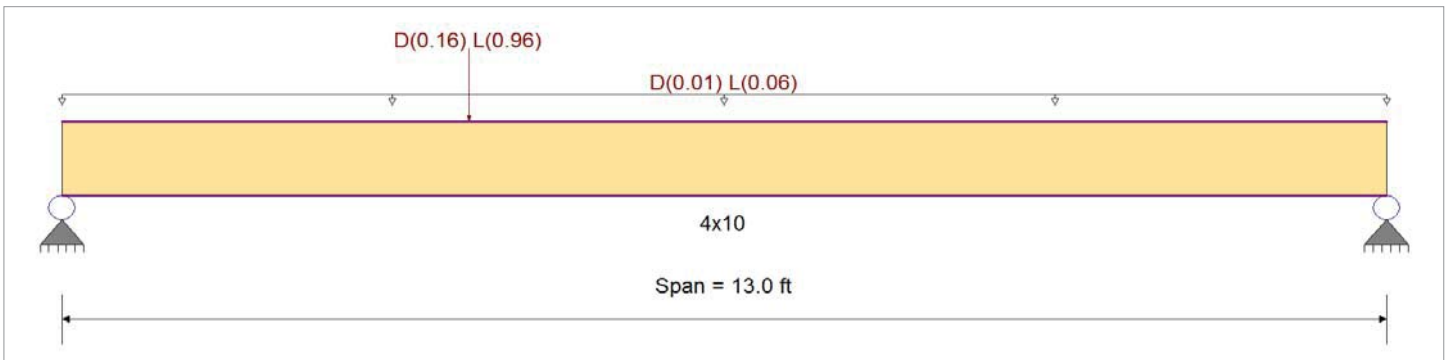 D(0.16) L(0.96)
D(0.01) L(0.06)
4x10
Span = 13.0 ft